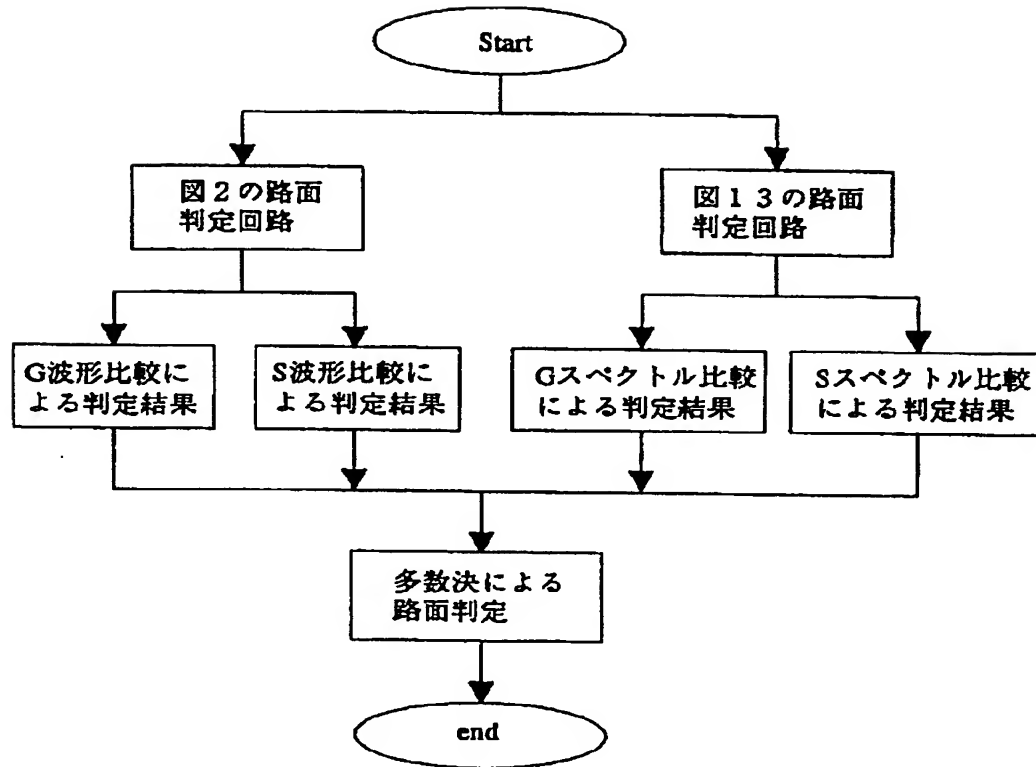 Start
図2の路面
判定回路
図13の路面
判定回路
G波形比較に
よる判定結果
S波形比較に
よる判定結果
Gスペクトル比較
による判定結果
Sスペクトル比較
による判定結果
多数決による
路面判定
end